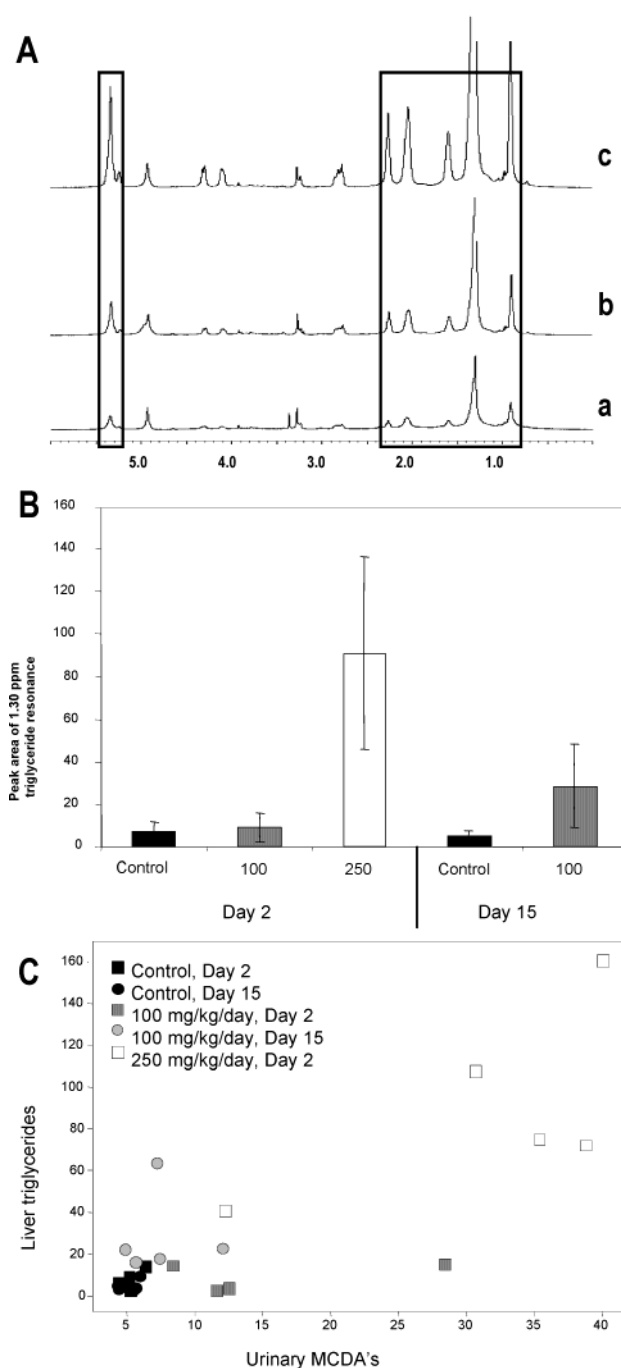 A
c
b
a
5.0 4.0 3.0 2.0 1.0
B
160
140
120
100
80
60
40
20
0
Peak area of 1.30 ppm
triglyceride resonance
Control 100 250 Control 100
Day 2 Day 15
C
160
140
120
100
80
60
40
20
0
Liver triglycerides
Control, Day 2
Control, Day 15
100 mg/kg/day, Day 2
100 mg/kg/day, Day 15
250 mg/kg/day, Day 2
5 10 15 20 25 30 35 40
Urinary MCDA's